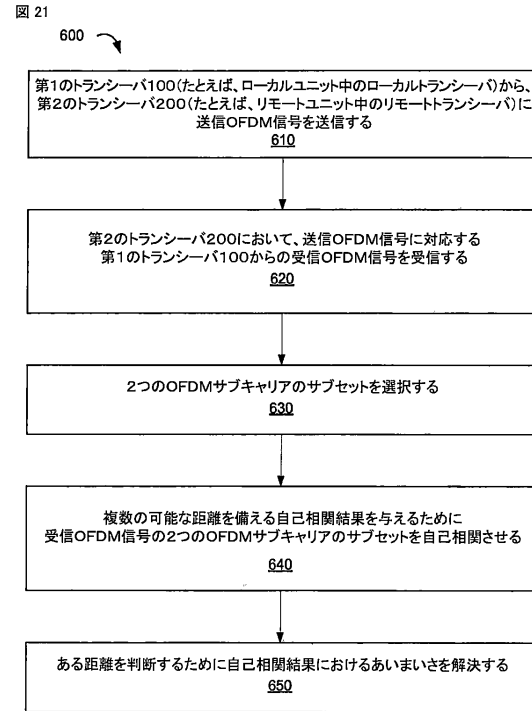 図 21
600
第1のトランシーバ100(たとえば、ローカルユニット中のローカルトランシーバ)から、
第2のトランシーバ200(たとえば、リモートユニット中のリモートトランシーバ)に
送信OFDM信号を送信する
610
第2のトランシーバ200において、送信OFDM信号に対応する
第1のトランシーバ100からの受信OFDM信号を受信する
620
2つのOFDMサブキャリアのサブセットを選択する
630
複数の可能な距離を備える自己相関結果を与えるために
受信OFDM信号の2つのOFDMサブキャリアのサブセットを自己相関させる
640
ある距離を判断するために自己相関結果におけるあいまいさを解決する
650